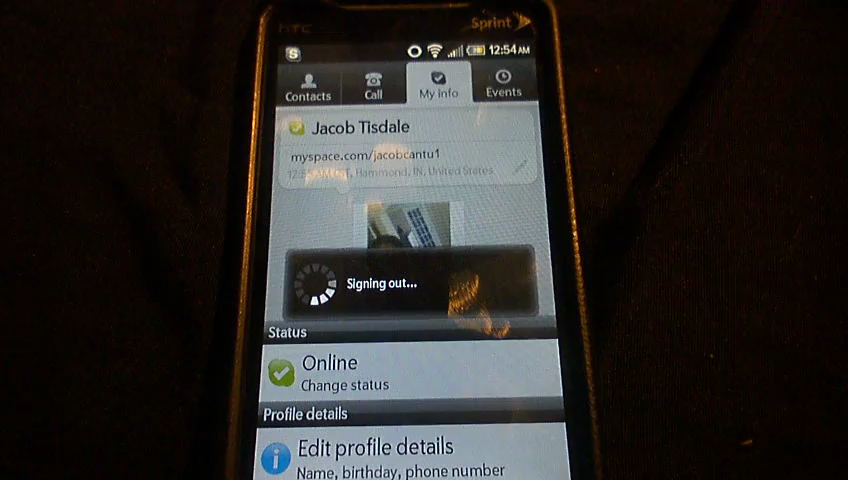 hTC
Sprint
S
12:54 AM
Contacts
Call
My info
Events
Jacob Tisdale
myspace.com/jacobcantu1
Hammond, IN, United States
Signing out...
Status
Online
Change status
Profile details
Edit profile details
Name, birthday, phone number